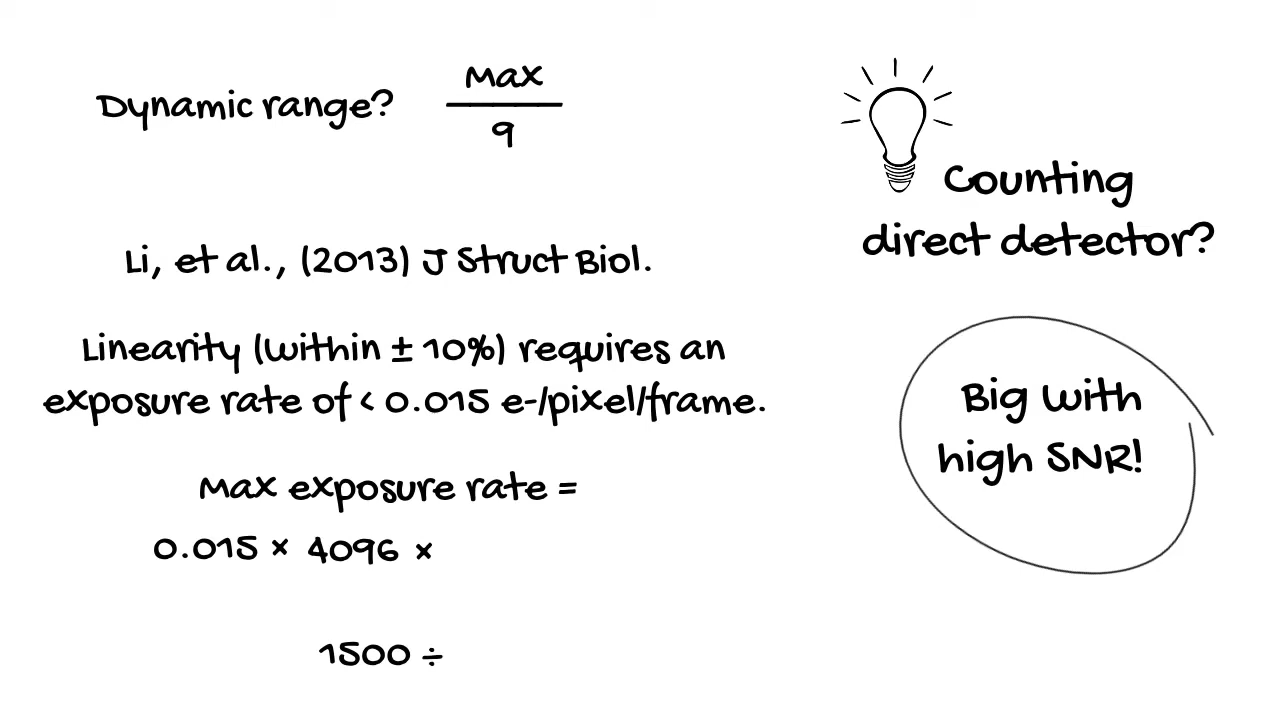 Dynamic range?
Max
9
Counting
direct detector?
Li, et al., (2013) J Struct Biol.
Linearity (within ± 10%) requires an
exposure rate of < 0.015 e-/pixel/frame.
Big with
high SNR!
Max exposure rate =
0.015 × 4096 ×
1500 ÷